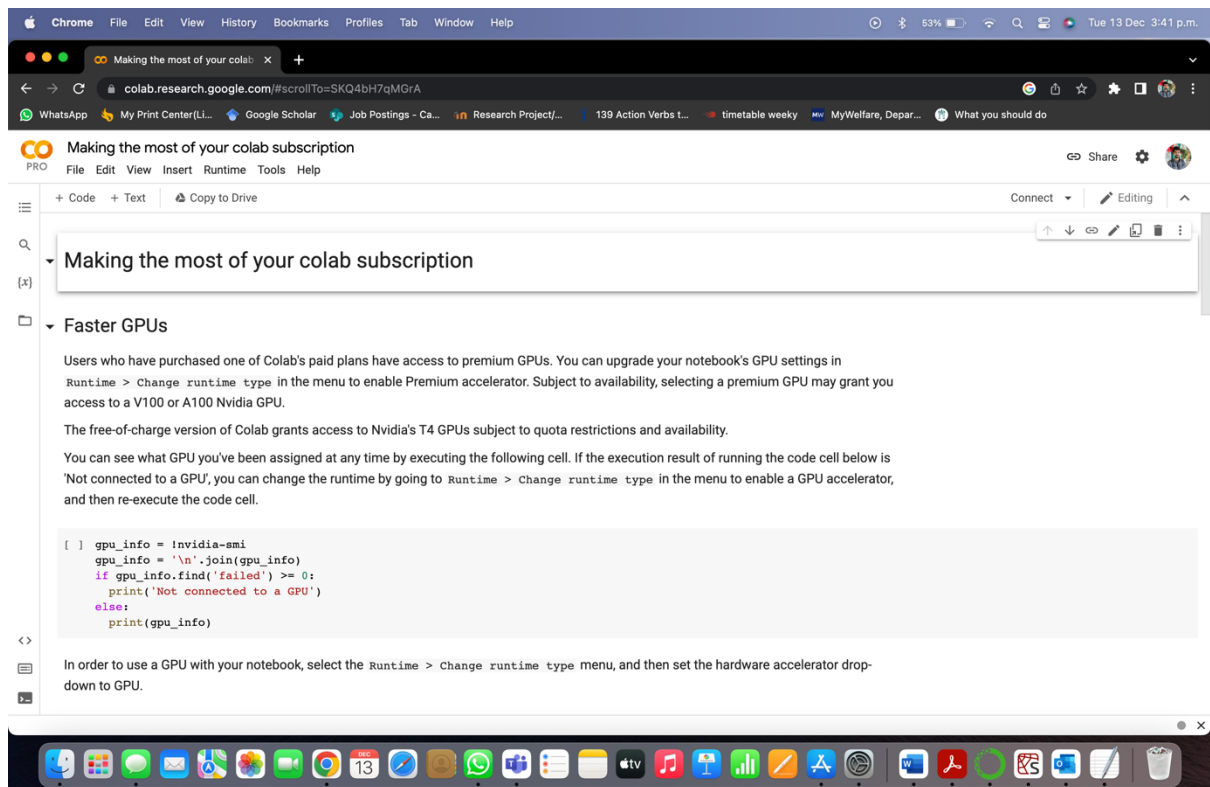 Chrome File Edit View History Bookmarks Profiles Tab Window Help 53% Tue 13 Dec 3:41 p.m.
Making the most of your colab
colab.research.google.com/#scrollTo=SKQ4bH7qMGrA
WhatsApp My Print Center(Li... Google Scholar Job Postings - Ca... Research Project/... 139 Action Verbs t... timetable weeky MW MyWelfare, Depar... What you should do
Making the most of your colab subscription
PRO
File Edit View Insert Runtime Tools Help
Share
+ Code + Text Copy to Drive Connect Editing
Making the most of your colab subscription
{x}
Faster GPUs
Users who have purchased one of Colab's paid plans have access to premium GPUs. You can upgrade your notebook's GPU settings in
Runtime > Change runtime type in the menu to enable Premium accelerator. Subject to availability, selecting a premium GPU may grant you
access to a V100 or A100 Nvidia GPU.
The free-of-charge version of Colab grants access to Nvidia's T4 GPUs subject to quota restrictions and availability.
You can see what GPU you've been assigned at any time by executing the following cell. If the execution result of running the code cell below is
'Not connected to a GPU', you can change the runtime by going to Runtime > Change runtime type in the menu to enable a GPU accelerator,
and then re-execute the code cell.
[ ] gpu_info = !nvidia-smi
gpu_info = '\n'.join(gpu_info)
if gpu_info.find('failed') >= 0:
print('Not connected to a GPU')
else:
print(gpu_info)
In order to use a GPU with your notebook, select the Runtime > Change runtime type menu, and then set the hardware accelerator drop-
down to GPU.
DEC
13
tv